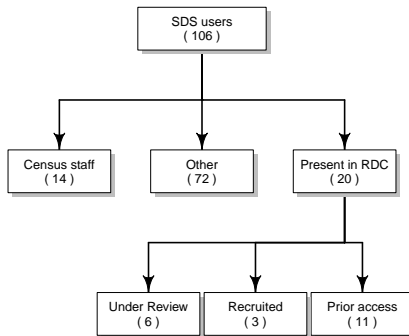 SDS users
( 106 )
Census staff
( 14 )
Other
( 72 )
Present in RDC
( 20 )
Under Review
( 6 )
Recruited
( 3 )
Prior access
( 11 )